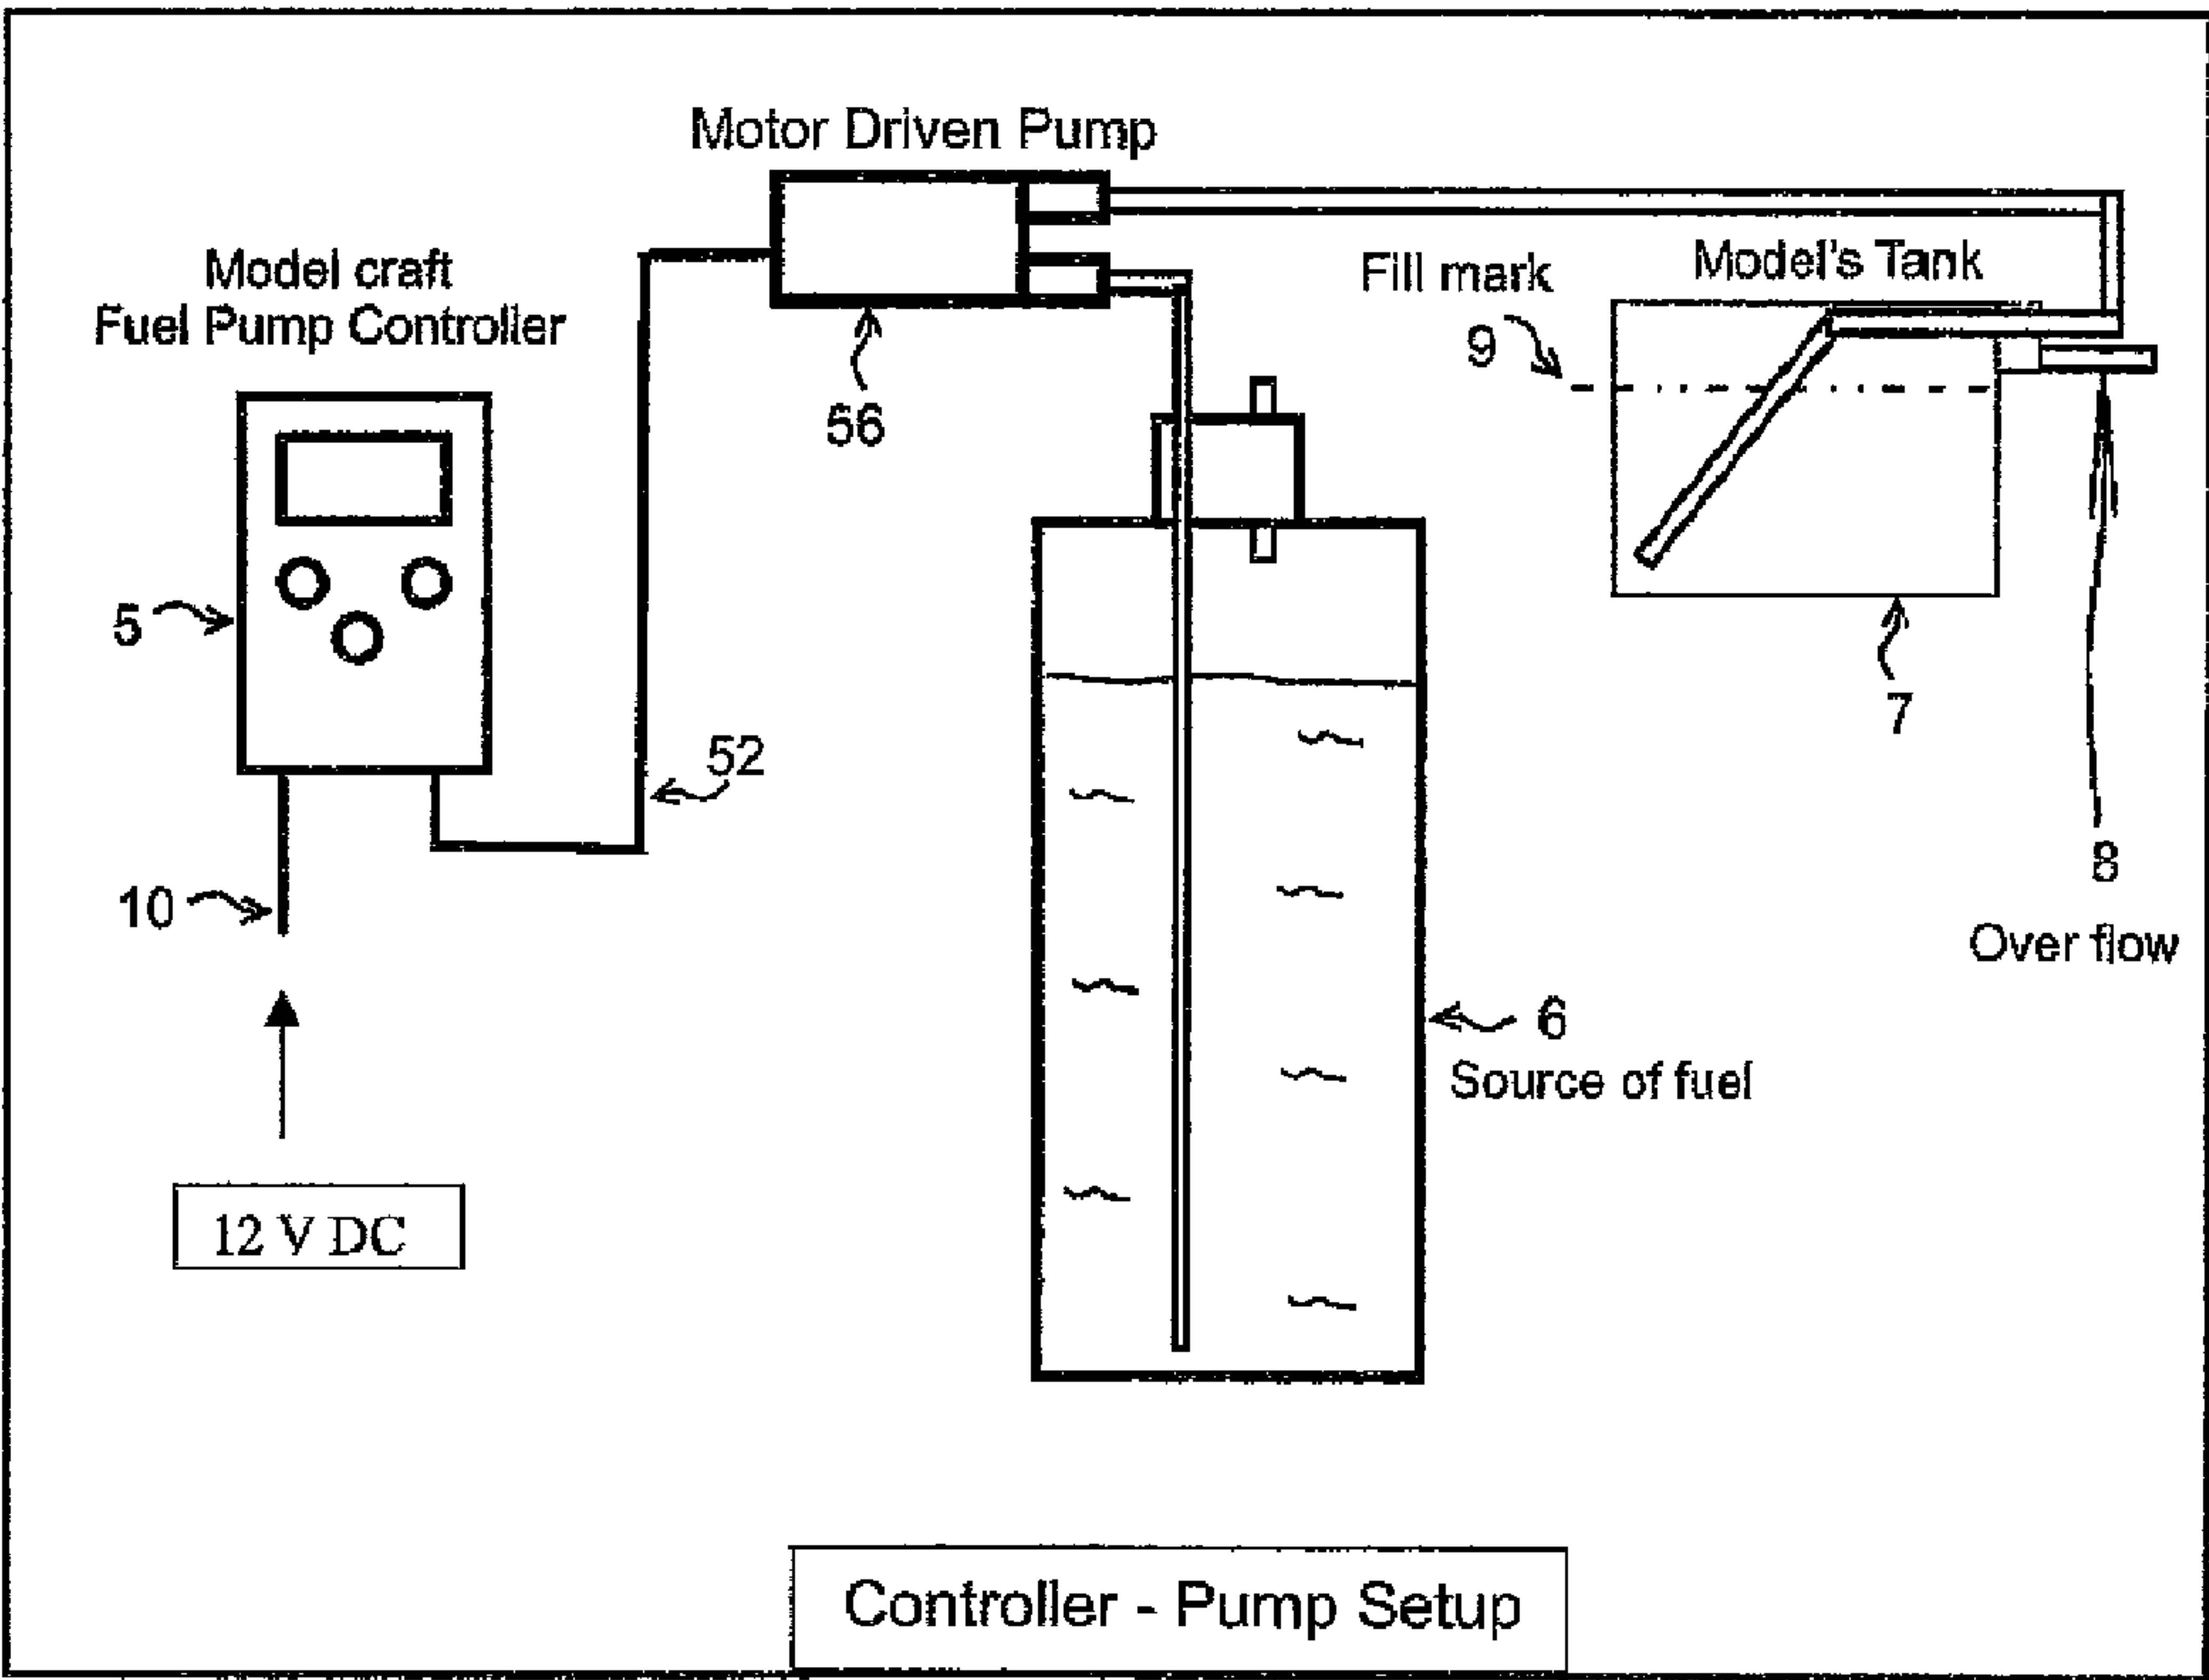 Motor Driven Pump
Model craft
Fuel Pump Controller
Fill mark
Model's Tank
9
56
5
52
7
10
8
Over flow
6
Source of fuel
12 V DC
Controller - Pump Setup